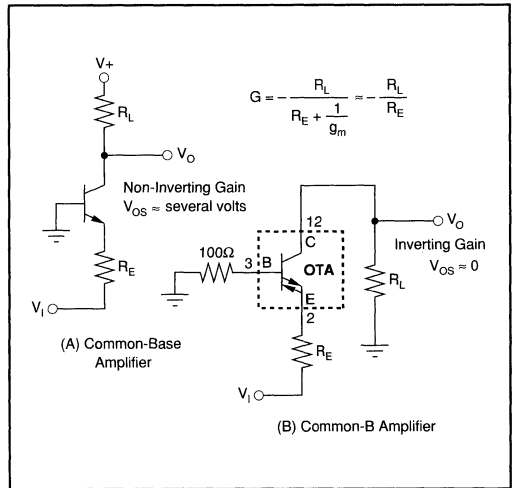 V+
R_L
V_O
Non-Inverting Gain
V_OS ≈ several volts
R_E
V_I
(A) Common-Base
Amplifier
G = – R_L / (R_E + 1/g_m) ≈ – R_L / R_E
12
C
V_O
Inverting Gain
V_OS ≈ 0
100Ω
3
B
OTA
R_L
E
2
R_E
V_I
(B) Common-B Amplifier